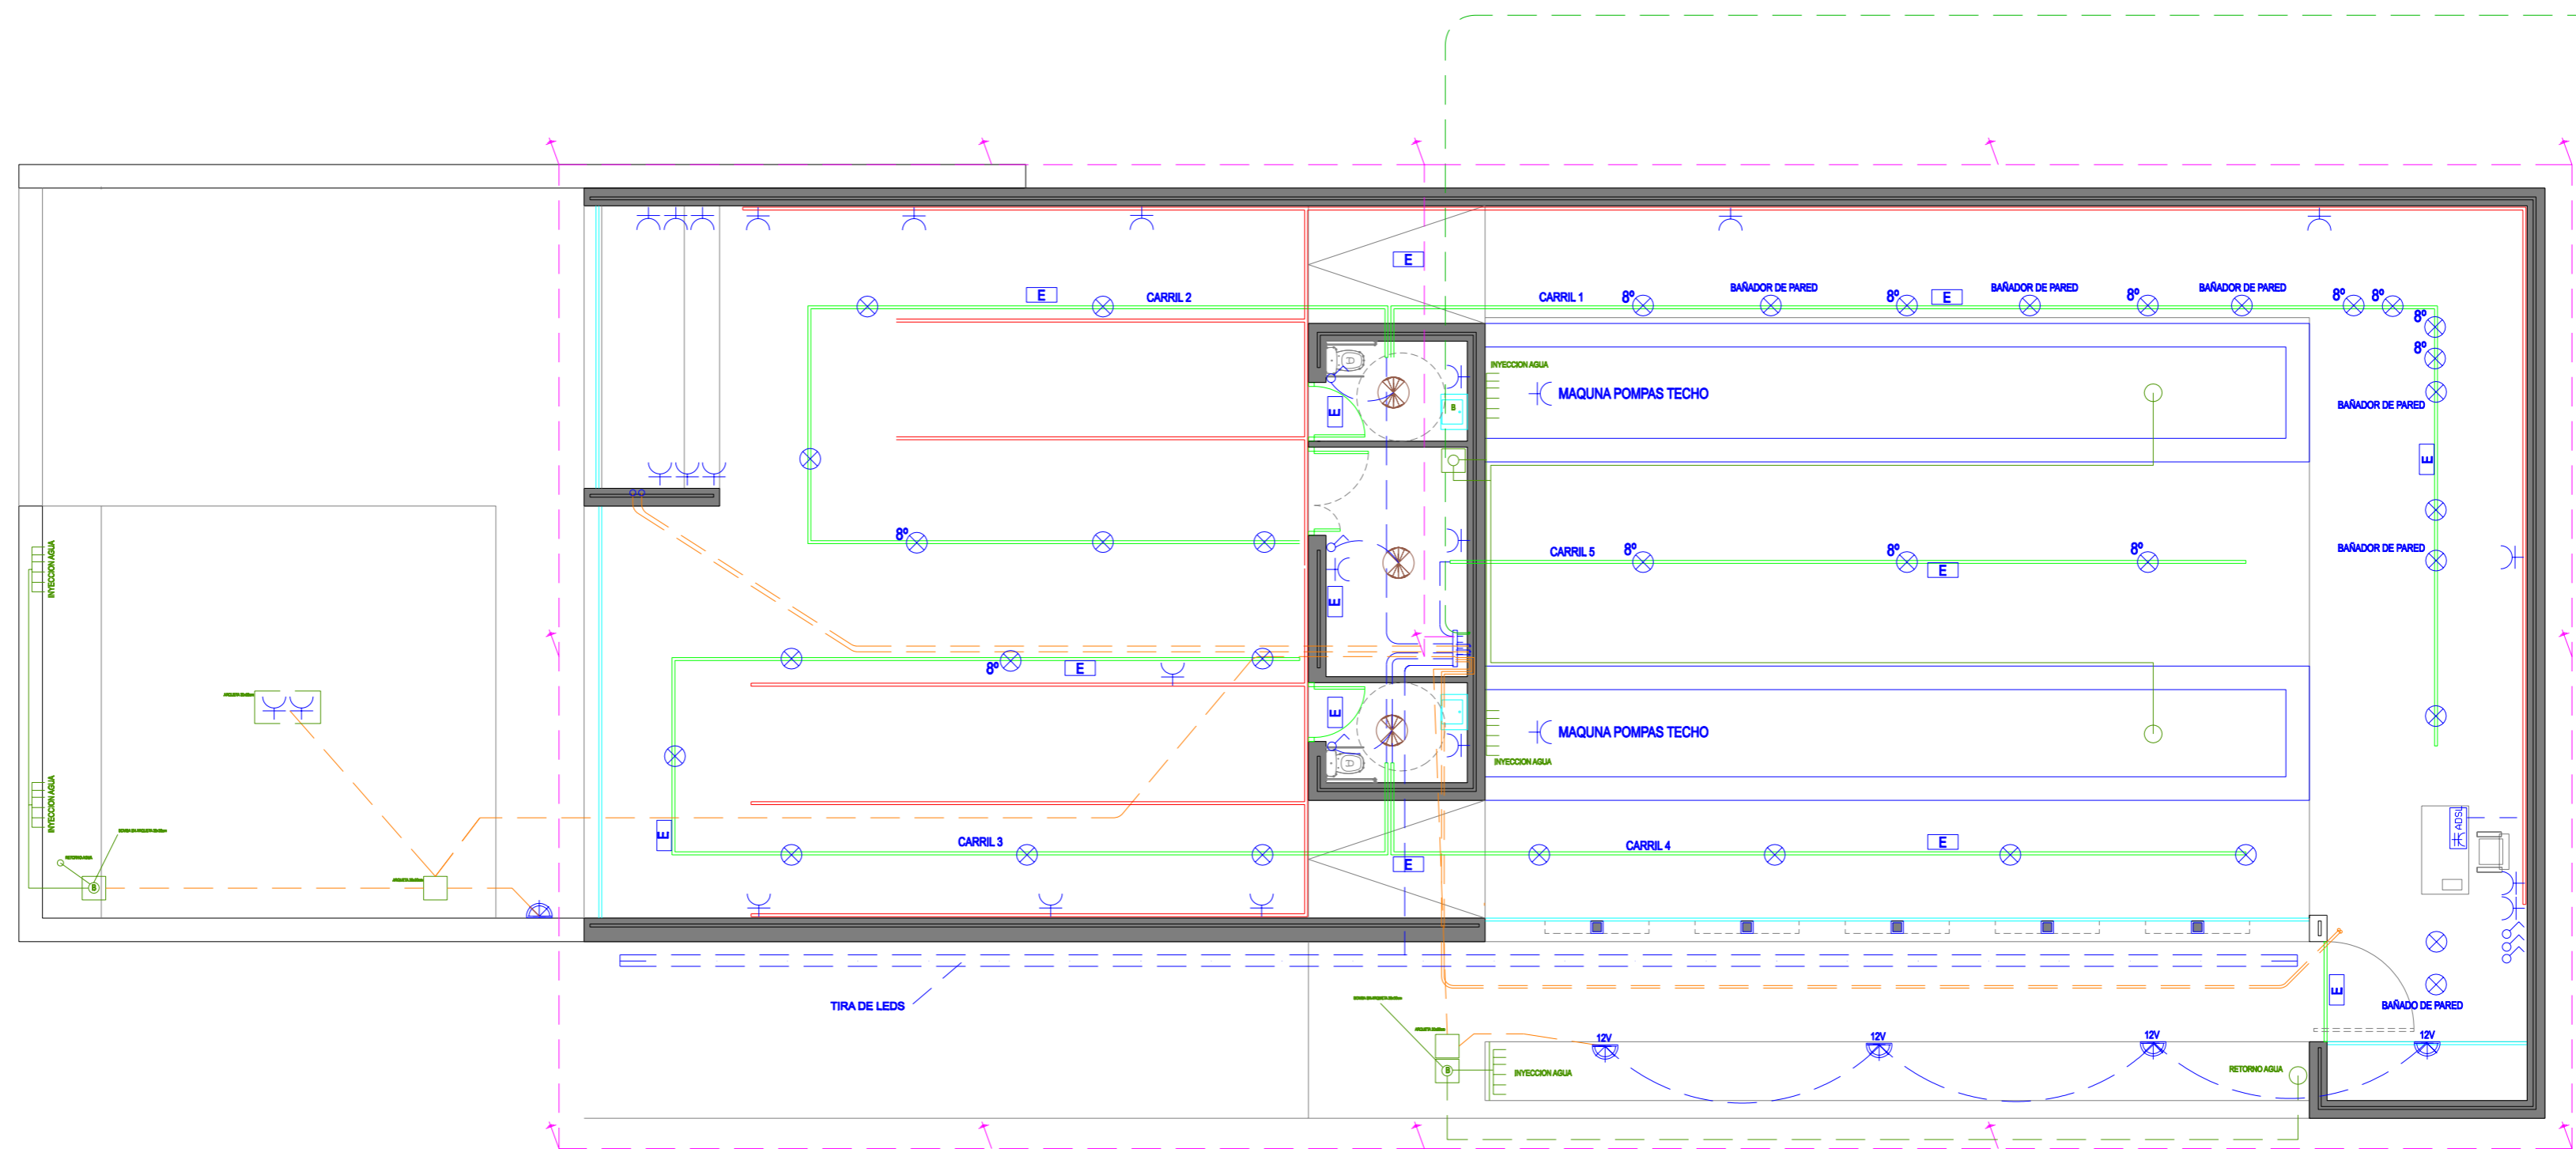 E
E
CARRIL 2
CARRIL 1
8º
BAÑADOR DE PARED
8º
E
BAÑADOR DE PARED
8º
BAÑADOR DE PARED
8º
8º
8º
8º
INYECCION AGUA
MAQUNA POMPAS TECHO
BAÑADOR DE PARED
E
B
E
8º
CARRIL 5
8º
8º
8º
BAÑADOR DE PARED
E
INYECCION AGUA
E
8º
E
E
MAQUNA POMPAS TECHO
INYECCION AGUA
INYECCION AGUA
ADSL
E
CARRIL 3
CARRIL 4
E
E
RETORNO AGUA
B
E
TIRA DE LEDS
BAÑADO DE PARED
12V
12V
12V
12V
B
INYECCION AGUA
RETORNO AGUA